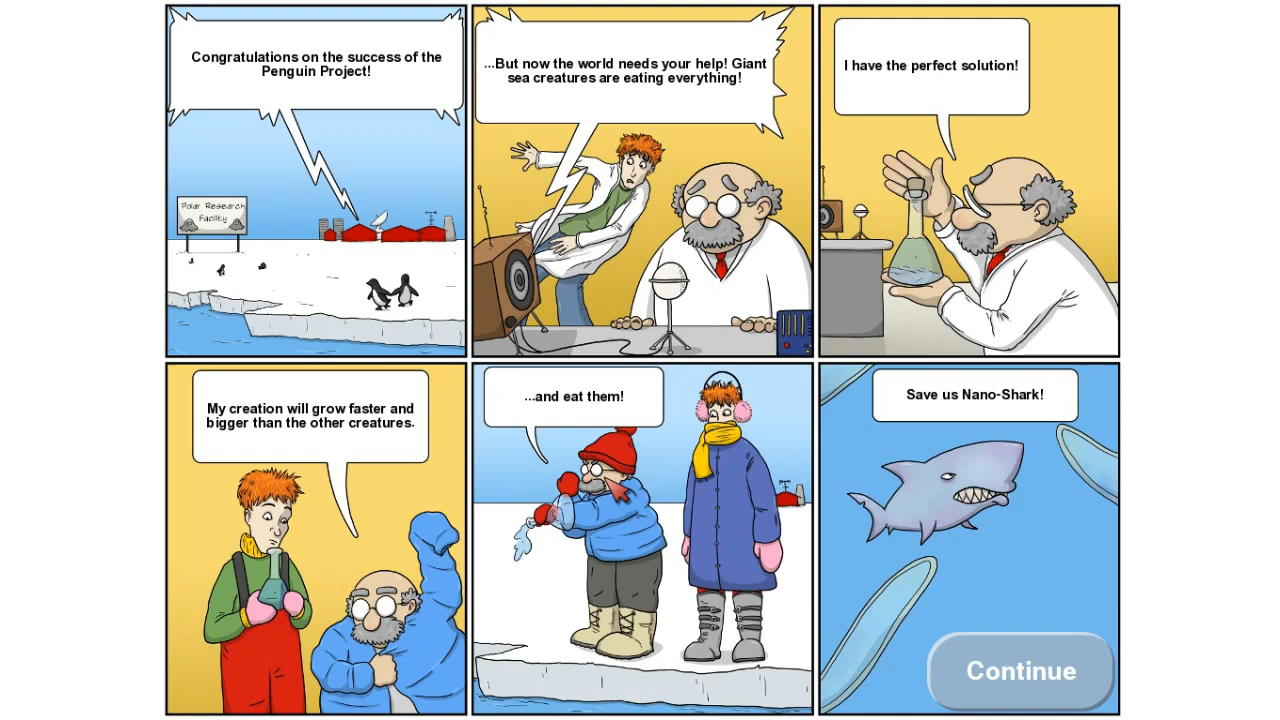 Congratulations on the success of the
Penguin Project!
Polar Research
Facility
...But now the world needs your help! Giant
sea creatures are eating everything!
I have the perfect solution!
My creation will grow faster and
bigger than the other creatures.
...and eat them!
Save us Nano-Shark!
Continue